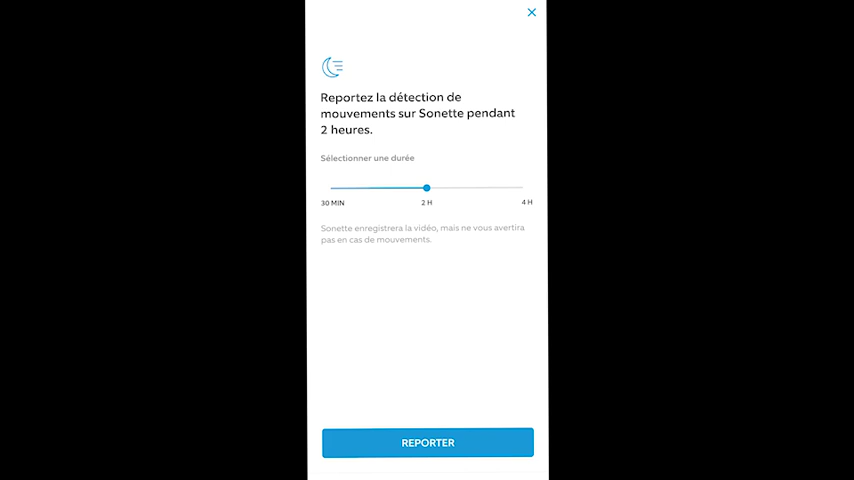 Reportez la détection de
mouvements sur Sonette pendant
2 heures.
Sélectionner une durée
30 MIN 2 H 4 H
Sonette enregistrera la vidéo, mais ne vous avertira
pas en cas de mouvements.
REPORTER